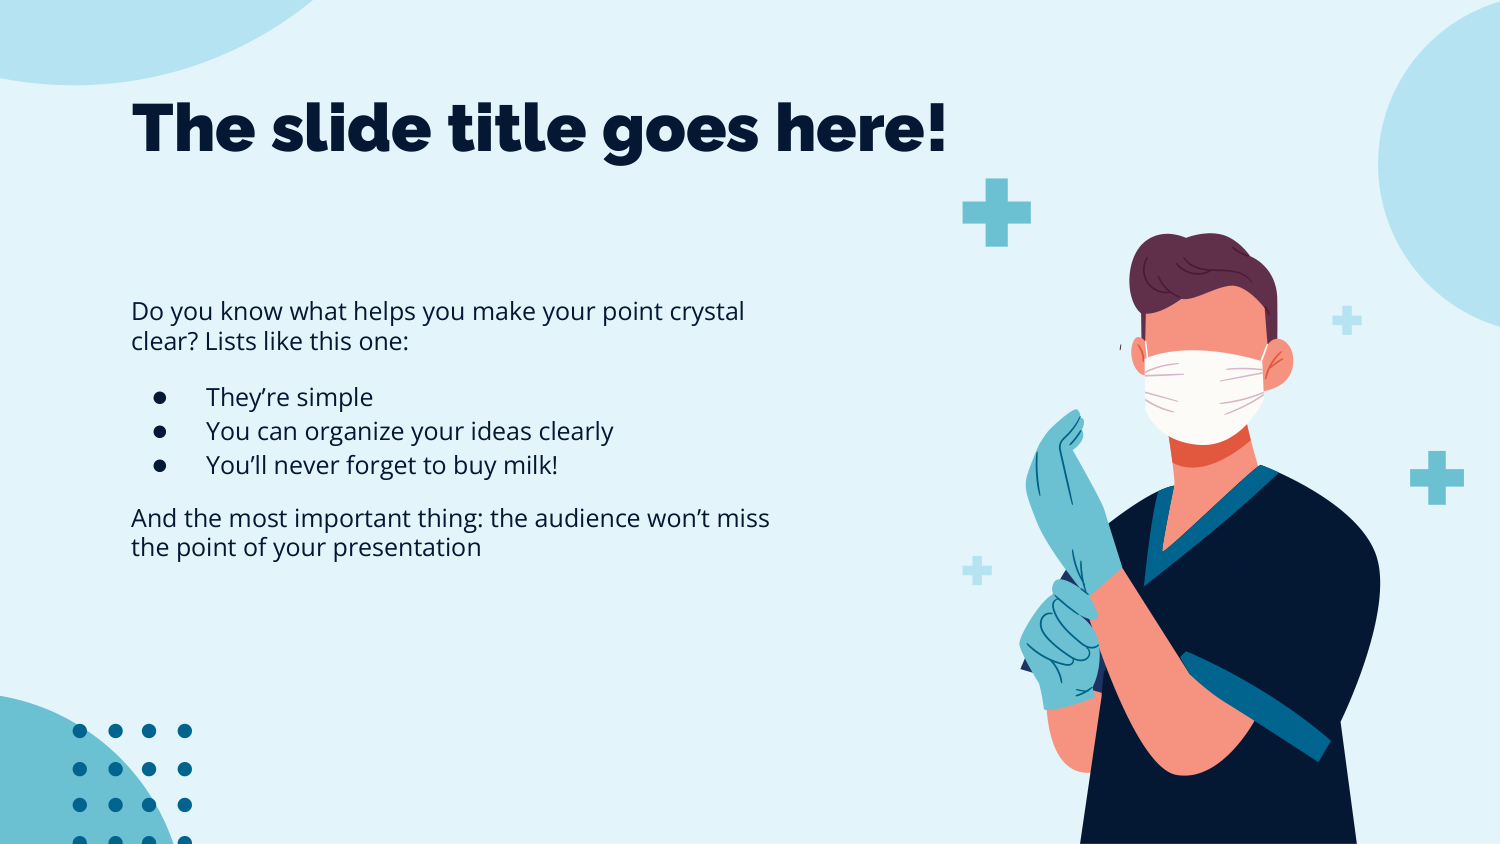 The slide title goes here!
Do you know what helps you make your point crystal
clear? Lists like this one:
● They’re simple
● You can organize your ideas clearly
● You’ll never forget to buy milk!
And the most important thing: the audience won’t miss
the point of your presentation